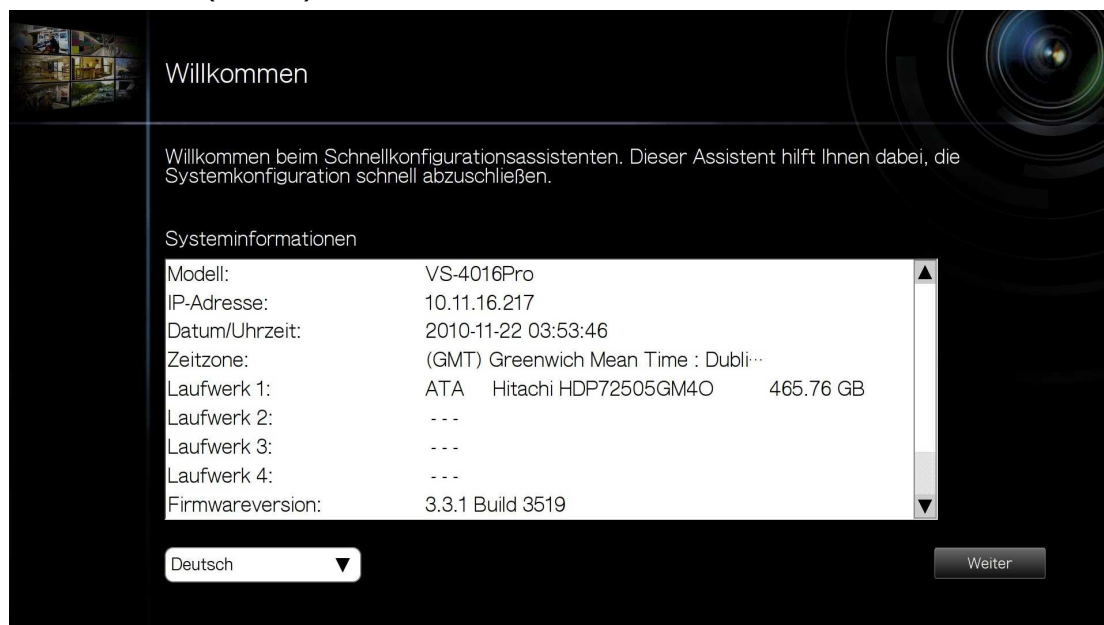 Willkommen
Willkommen beim Schnellkonfigurationsassistenten. Dieser Assistent hilft Ihnen dabei, die
Systemkonfiguration schnell abzuschließen.
Systeminformationen
Modell: VS-4016Pro
IP-Adresse: 10.11.16.217
Datum/Uhrzeit: 2010-11-22 03:53:46
Zeitzone: (GMT) Greenwich Mean Time : Dubli...
Laufwerk 1: ATA Hitachi HDP72505GM4O 465.76 GB
Laufwerk 2: ---
Laufwerk 3: ---
Laufwerk 4: ---
Firmwareversion: 3.3.1 Build 3519
Deutsch ▼ Weiter